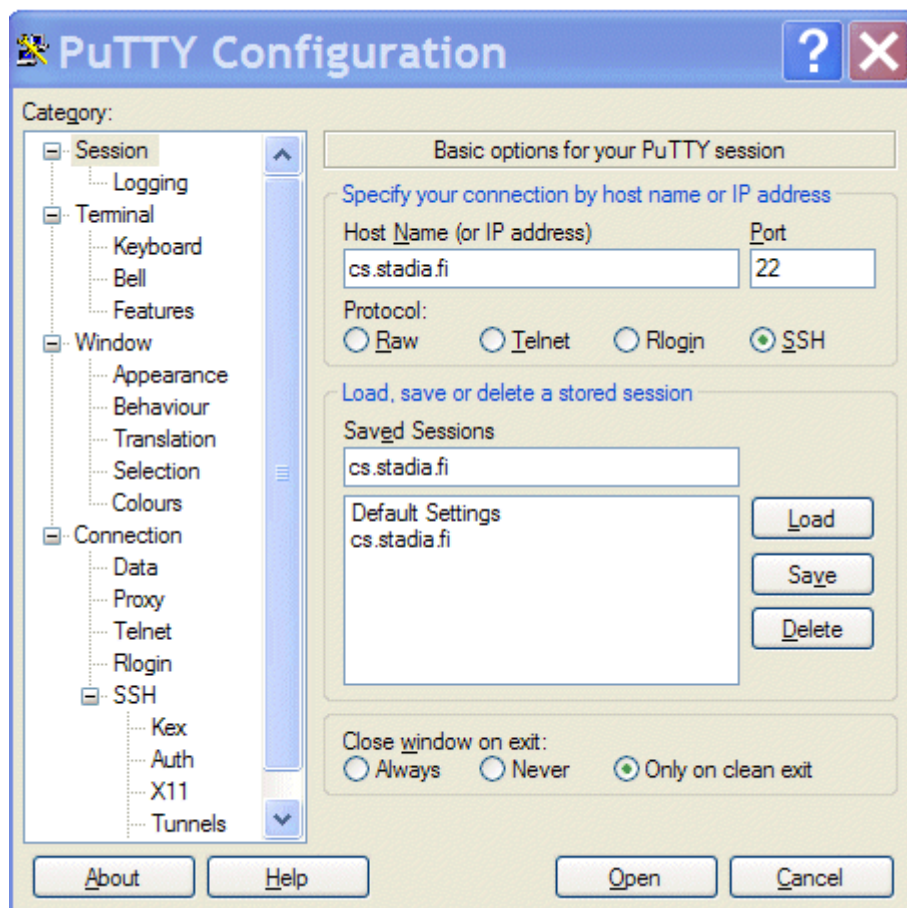 PuTTY Configuration
Category:
Session
Logging
Terminal
Keyboard
Bell
Features
Window
Appearance
Behaviour
Translation
Selection
Colours
Connection
Data
Proxy
Telnet
Rlogin
SSH
Kex
Auth
X11
Tunnels
Basic options for your PuTTY session
Specify your connection by host name or IP address
Host Name (or IP address) Port
cs.stadia.fi 22
Protocol:
Raw Telnet Rlogin SSH
Load, save or delete a stored session
Saved Sessions
cs.stadia.fi
Default Settings
cs.stadia.fi
Load
Save
Delete
Close window on exit:
Always Never Only on clean exit
About Help Open Cancel